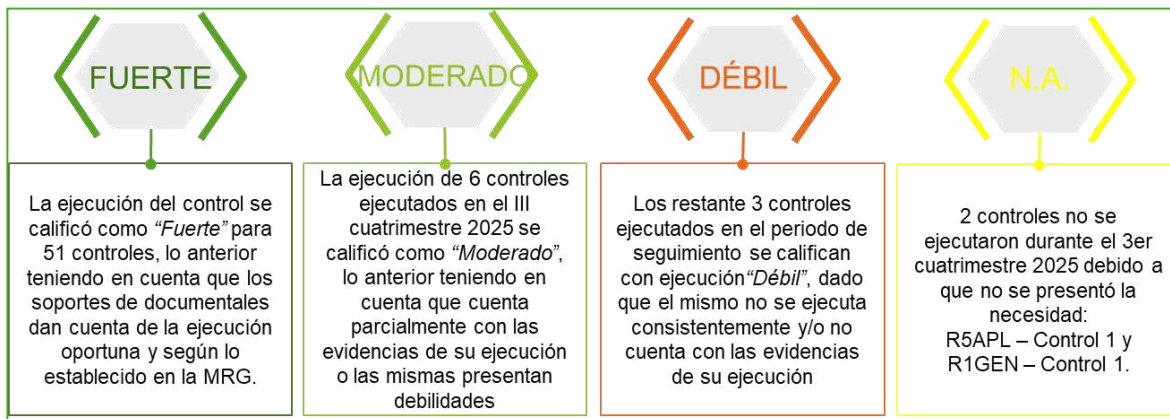 FUERTE
La ejecución del control se
calificó como “Fuerte” para
51 controles, lo anterior
teniendo en cuenta que los
soportes de documentales
dan cuenta de la ejecución
oportuna y según lo
establecido en la MRG.
MODERADO
La ejecución de 6 controles
ejecutados en el III
cuatrimestre 2025 se
calificó como “Moderado”,
lo anterior teniendo en
cuenta que cuenta
parcialmente con las
evidencias de su ejecución
o las mismas presentan
debilidades
DÉBIL
Los restante 3 controles
ejecutados en el periodo de
seguimiento se califican
con ejecución“Débil”, dado
que el mismo no se ejecuta
consistentemente y/o no
cuenta con las evidencias
de su ejecución
N.A.
2 controles no se
ejecutaron durante el 3er
cuatrimestre 2025 debido a
que no se presentó la
necesidad:
R5APL – Control 1 y
R1GEN – Control 1.